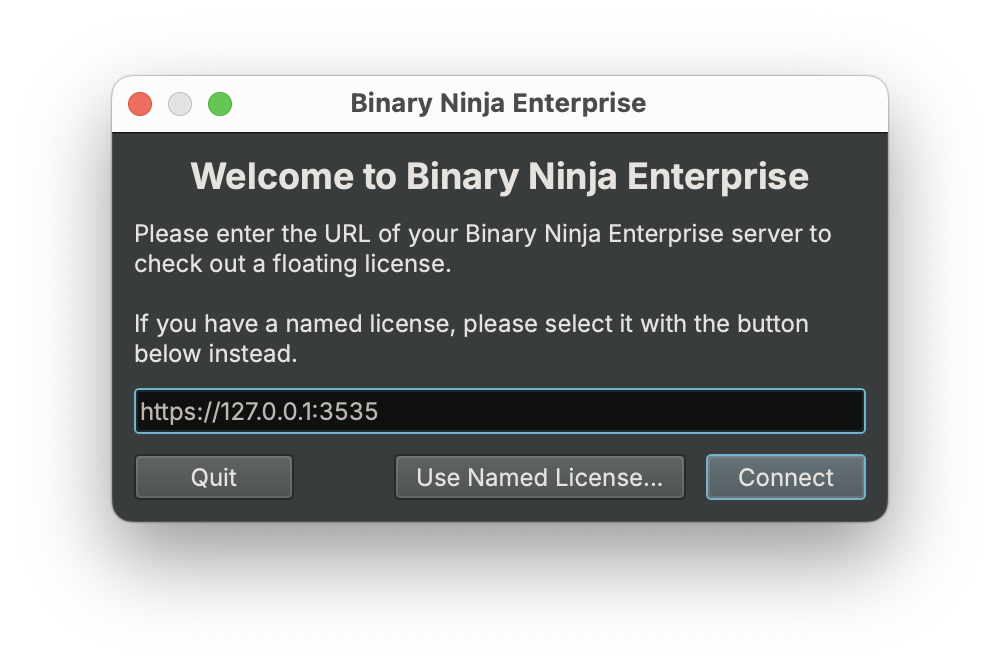 Binary Ninja Enterprise
Welcome to Binary Ninja Enterprise
Please enter the URL of your Binary Ninja Enterprise server to
check out a floating license.
If you have a named license, please select it with the button
below instead.
https://127.0.0.1:3535
Quit
Use Named License...
Connect